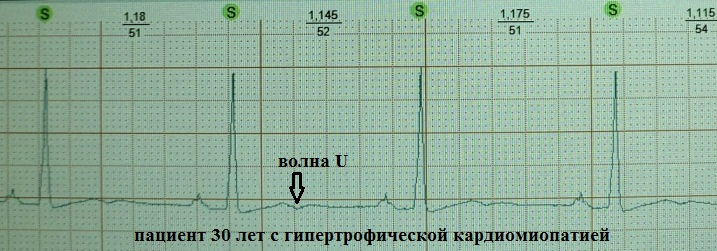 S S S S
1,18 1,145 1,175 1,115
51 52 51 54
волна U
пациент 30 лет с гипертрофической кардиомиопатией